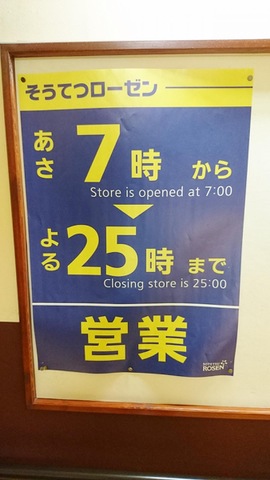 そうてつローゼン
あさ 7時 から
Store is opened at 7:00
よる 25時 まで
Closing store is 25:00
営業
SOTETSU
ROSEN